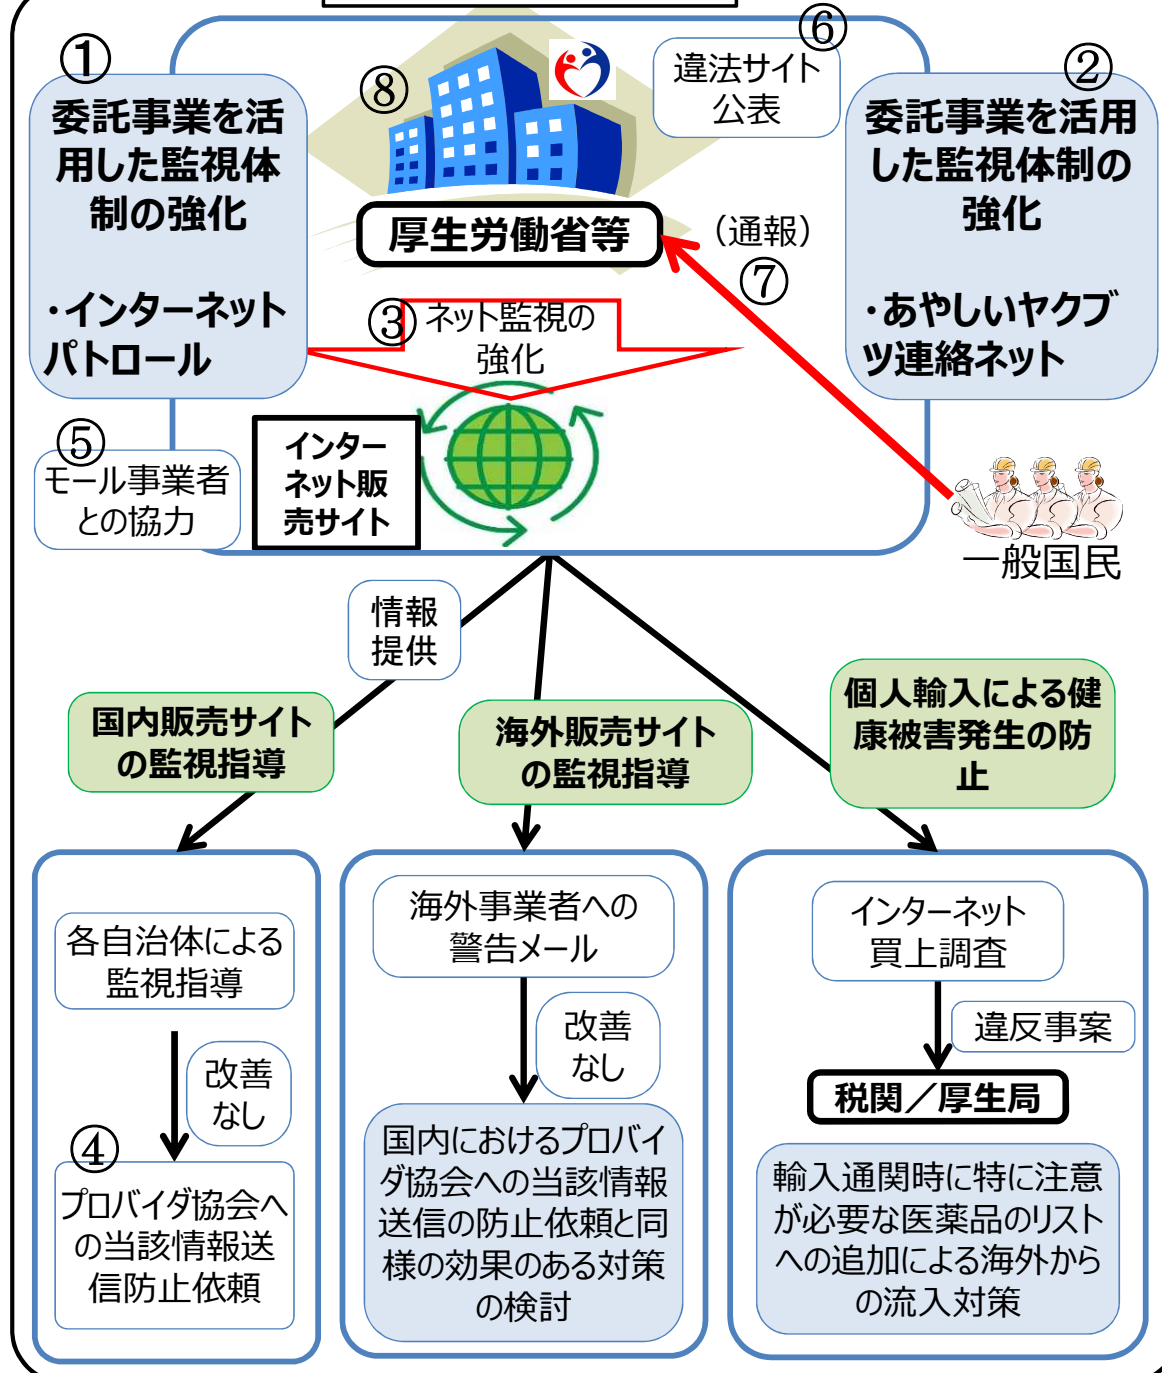 ①
委託事業を活
用した監視体
制の強化
・インターネット
パトロール
⑧
厚生労働省等
⑥
違法サイト
公表
②
委託事業を活用
した監視体制の
強化
・あやしいヤクブ
ツ連絡ネット
（通報）
⑦
③
ネット監視の
強化
⑤
モール事業者
との協力
インター
ネット販
売サイト
一般国民
情報
提供
国内販売サイト
の監視指導
海外販売サイト
の監視指導
個人輸入による健
康被害発生の防
止
各自治体による
監視指導
改善
なし
④
プロバイダ協会へ
の当該情報送
信防止依頼
海外事業者への
警告メール
改善
なし
国内におけるプロバイ
ダ協会への当該情報
送信の防止依頼と同
様の効果のある対策
の検討
インターネット
買上調査
違反事案
税関／厚生局
輸入通関時に特に注意
が必要な医薬品のリスト
への追加による海外から
の流入対策